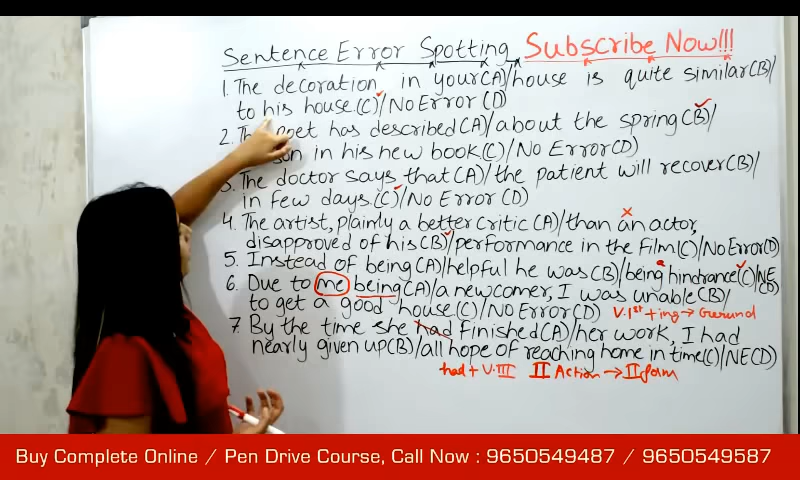 Sentence Error Spotting Subscribe Now!!!
1. The decoration in your(A)/house is quite similar(B)/
to his house.(C)/No Error (D)
2. The Poet has described(A)/about the spring(B)/
in his new book.(C)/No Error(D)
3. The doctor says that(A)/the patient will recover(B)/
in few days.(C)/No Error(D)
4. The artist, plainly a better critic(A)/than an actor,
disapproved of his(B)/performance in the film(C)/No Error(D)
5. Instead of being(A)/helpful he was(B)/being a hindrance(C)/NE
(D)
6. Due to me being(A)/a newcomer, I was unable(B)/
to get a good house(C)/No Error(D) V.1st + ing → Gerund
7. By the time she had finished(A)/her work, I had
nearly given up(B)/all hope of reaching home in time(C)/NE(D)
had + V.III II Action → II form
Buy Complete Online / Pen Drive Course, Call Now : 9650549487 / 9650549587